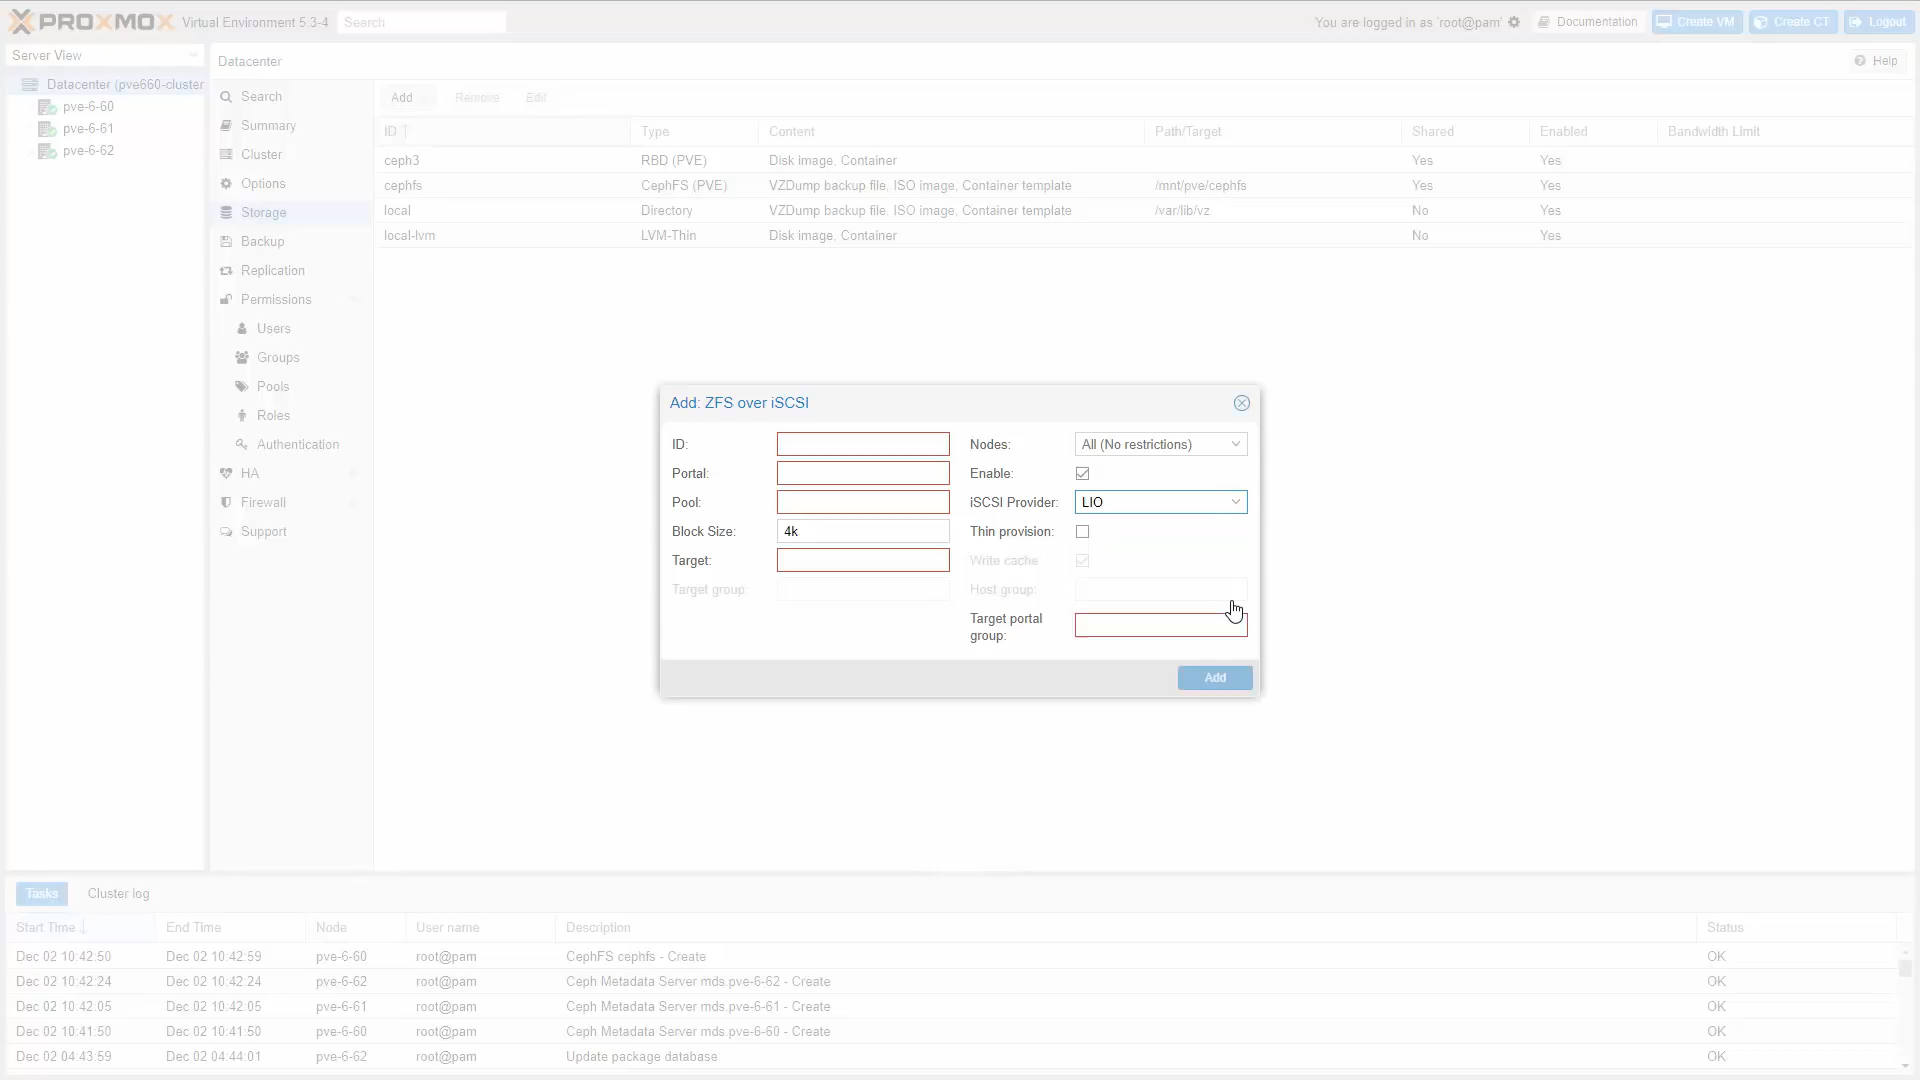 PROXMOX Virtual Environment 5.3-4 Search You are logged in as 'root@pam' Documentation Create VM Create CT Logout
Server View
Datacenter (pve660-cluster
pve-6-60
pve-6-61
pve-6-62
Datacenter Help
Search
Summary
Cluster
Options
Storage
Backup
Replication
Permissions
Users
Groups
Pools
Roles
Authentication
HA
Firewall
Support
Add Remove Edit
ID Type Content Path/Target Shared Enabled Bandwidth Limit
ceph3 RBD (PVE) Disk image, Container Yes Yes
cephfs CephFS (PVE) VZDump backup file, ISO image, Container template /mnt/pve/cephfs Yes Yes
local Directory VZDump backup file, ISO image, Container template /var/lib/vz No Yes
local-lvm LVM-Thin Disk image, Container No Yes
Add: ZFS over iSCSI
ID: Nodes: All (No restrictions)
Portal: Enable:
Pool: iSCSI Provider: LIO
Block Size: 4k Thin provision:
Target: Write cache
Target group: Host group:
Target portal
group:
Add
Tasks Cluster log
Start Time End Time Node User name Description Status
Dec 02 10:42:50 Dec 02 10:42:59 pve-6-60 root@pam CephFS cephfs - Create OK
Dec 02 10:42:24 Dec 02 10:42:24 pve-6-62 root@pam Ceph Metadata Server mds.pve-6-62 - Create OK
Dec 02 10:42:05 Dec 02 10:42:05 pve-6-61 root@pam Ceph Metadata Server mds.pve-6-61 - Create OK
Dec 02 10:41:50 Dec 02 10:41:50 pve-6-60 root@pam Ceph Metadata Server mds.pve-6-60 - Create OK
Dec 02 04:43:59 Dec 02 04:44:01 pve-6-62 root@pam Update package database OK